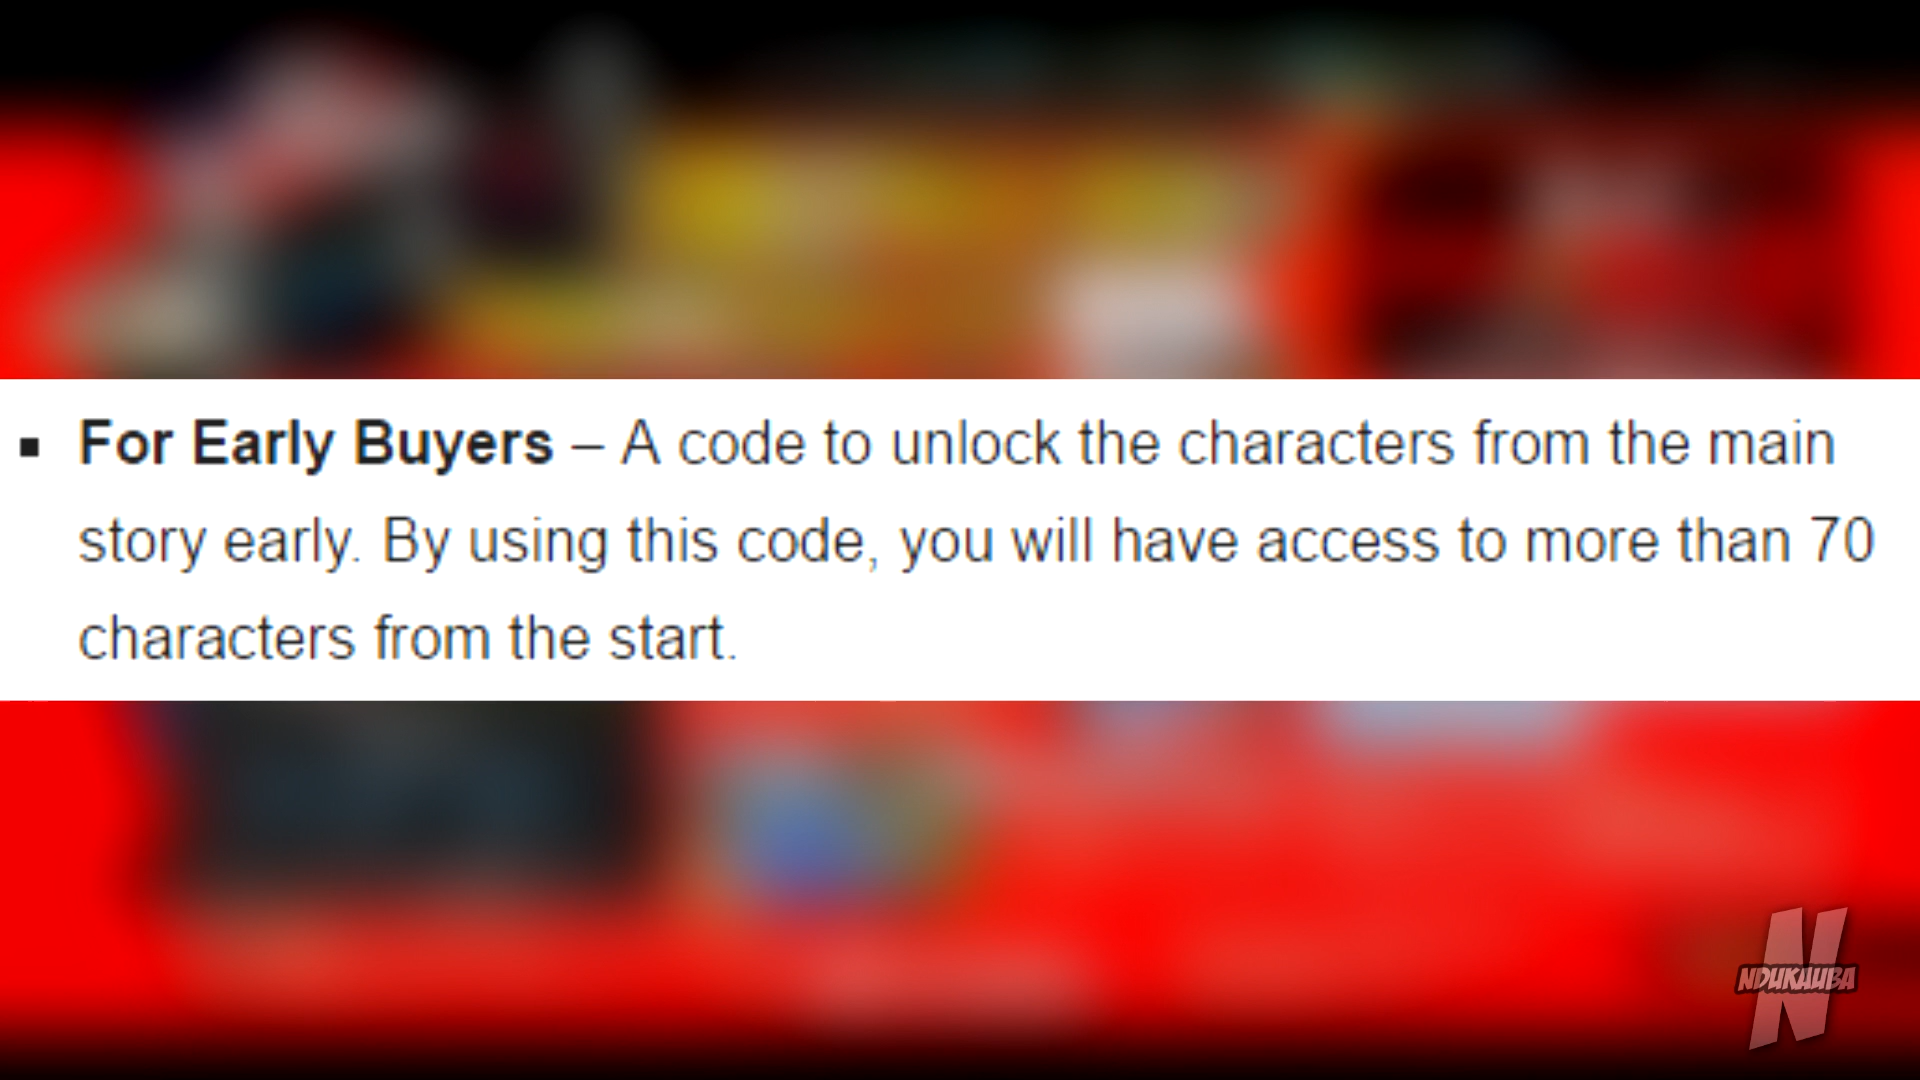 ▪ For Early Buyers – A code to unlock the characters from the main
story early. By using this code, you will have access to more than 70
characters from the start.
N
NDUKAUBA